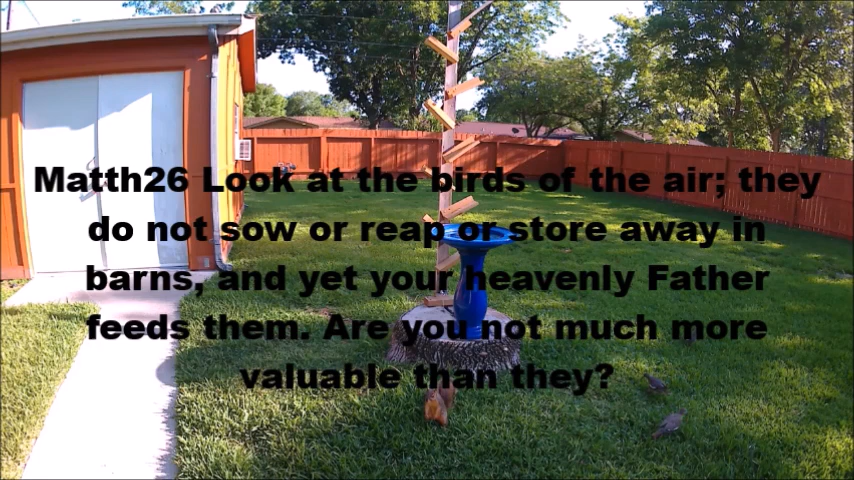 Matth26 Look at the birds of the air; they
do not sow or reap or store away in
barns, and yet your heavenly Father
feeds them. Are you not much more
valuable than they?